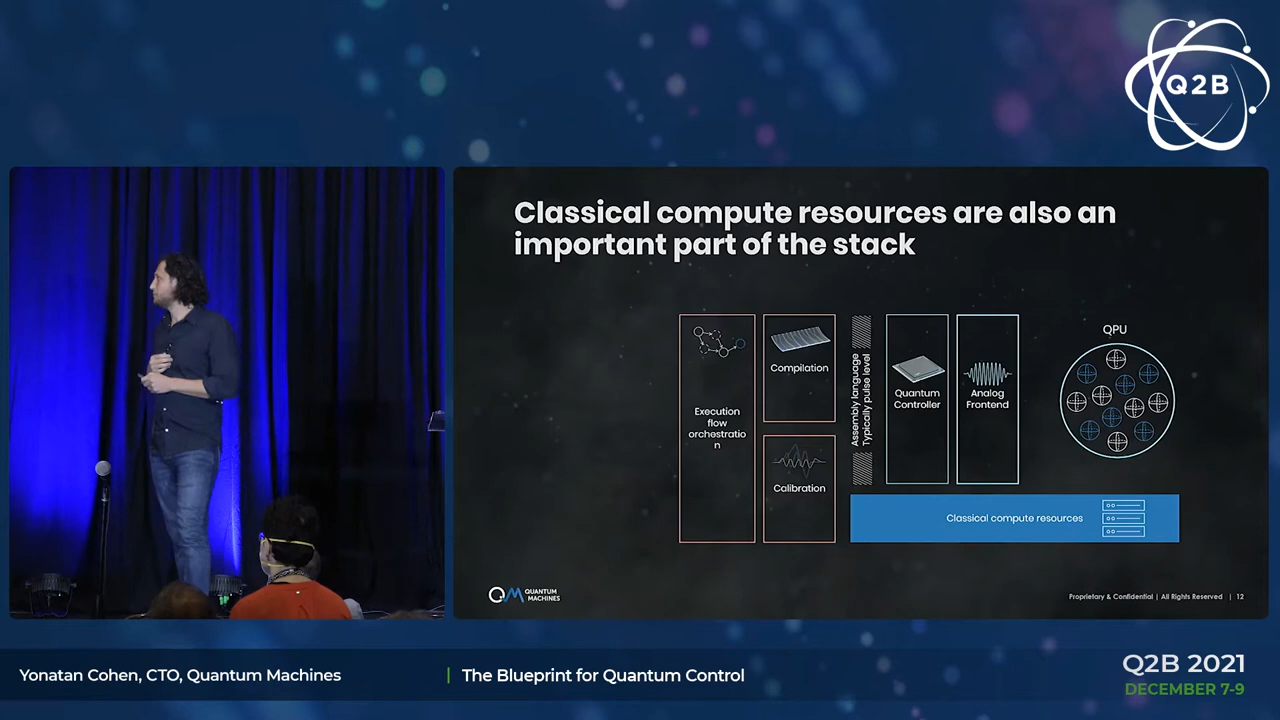 Q2B
Classical compute resources are also an
important part of the stack
Execution
flow
orchestratio
n
Compilation
Calibration
Assembly language
Typically pulse level
Quantum
Controller
Analog
Frontend
QPU
Classical compute resources
QM QUANTUM
MACHINES
Proprietary & Confidential | All Rights Reserved | 12
Yonatan Cohen, CTO, Quantum Machines
The Blueprint for Quantum Control
Q2B 2021
DECEMBER 7-9